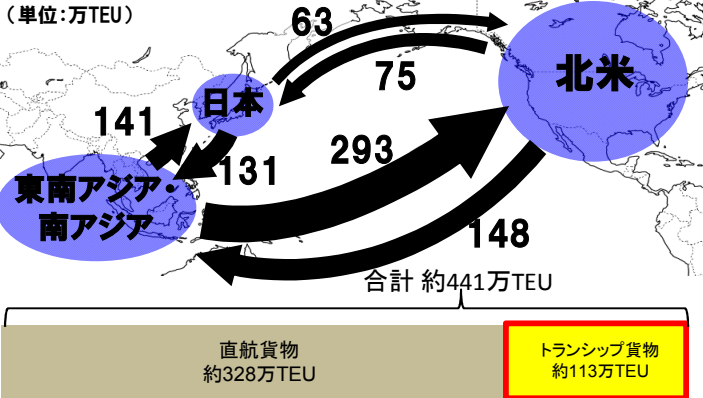 （単位：万TEU）
63
75
日本
北米
141
131
293
東南アジア・
南アジア
148
合計 約441万TEU
直航貨物
約328万TEU
トランシップ貨物
約113万TEU